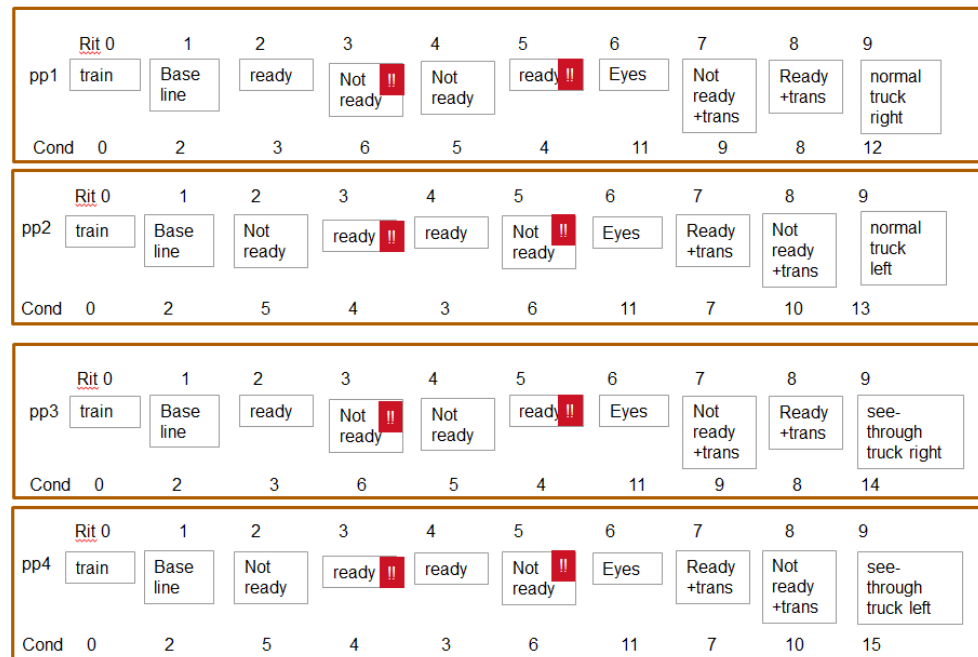 Rit 0 1 2 3 4 5 6 7 8 9
pp1 train Base line ready Not ready !! Not ready ready !! Eyes Not ready +trans Ready +trans normal truck right
Cond 0 2 3 6 5 4 11 9 8 12
Rit 0 1 2 3 4 5 6 7 8 9
pp2 train Base line Not ready ready !! ready Not ready !! Eyes Ready +trans Not ready +trans normal truck left
Cond 0 2 5 4 3 6 11 7 10 13
Rit 0 1 2 3 4 5 6 7 8 9
pp3 train Base line ready Not ready !! Not ready ready !! Eyes Not ready +trans Ready +trans see-through truck right
Cond 0 2 3 6 5 4 11 9 8 14
Rit 0 1 2 3 4 5 6 7 8 9
pp4 train Base line Not ready ready !! ready Not ready !! Eyes Ready +trans Not ready +trans see-through truck left
Cond 0 2 5 4 3 6 11 7 10 15